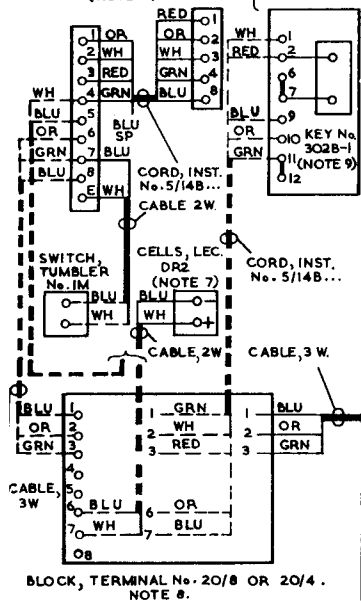 RED 1
1 OR 2
2 WH 3
3 RED 4
4 GRN BLU 8
WH
BLU 5
BLU SP
OR 6
GRN 7 BLU
BLU 8
E WH
CORD, INST.
No. 5/14B...
CABLE 2W.
WH 1
RED 2
6
7
BLU 9
OR 10
GRN 11
12
KEY No.
302B-1
(NOTE 9)
CORD, INST.
No. 5/14B...
SWITCH,
TUMBLER
No. 1M
BLU
WH
CELLS, LEC.
DR2
(NOTE 7)
BLU -
WH +
CABLE, 2W
CABLE, 3 W.
BLU 1 1 GRN 1 BLU
OR 2 2 WH 2 OR
GRN 3 3 RED 3 GRN
4
5
CABLE,
3W
6 BLU 6 OR
7 WH 7 BLU
8
BLOCK, TERMINAL No. 20/8 OR 20/4.
NOTE 8.